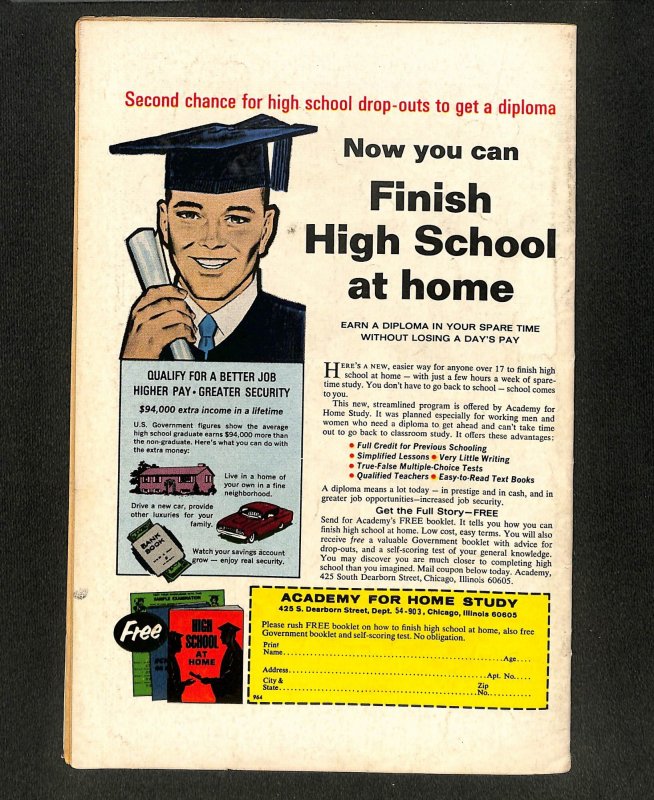 Second chance for high school drop-outs to get a diploma
Now you can
Finish
High School
at home
EARN A DIPLOMA IN YOUR SPARE TIME
WITHOUT LOSING A DAY'S PAY
QUALIFY FOR A BETTER JOB
HIGHER PAY • GREATER SECURITY
$94,000 extra income in a lifetime
U.S. Government figures show the average
high school graduate earns $94,000 more than
the non-graduate. Here's what you can do with
the extra money:
Live in a home of
your own in a fine
neighborhood.
Drive a new car, provide
other luxuries for your
family.
BANK
BOOK
Watch your savings account
grow — enjoy real security.
HERE'S A NEW, easier way for anyone over 17 to finish high
school at home — with just a few hours a week of spare-
time study. You don't have to go back to school — school comes
to you.
This new, streamlined program is offered by Academy for
Home Study. It was planned especially for working men and
women who need a diploma to get ahead and can't take time
out to go back to classroom study. It offers these advantages:
• Full Credit for Previous Schooling
• Simplified Lessons • Very Little Writing
• True-False Multiple-Choice Tests
• Qualified Teachers • Easy-to-Read Text Books
A diploma means a lot today — in prestige and in cash, and in
greater job opportunities—increased job security.
Get the Full Story—FREE
Send for Academy's FREE booklet. It tells you how you can
finish high school at home. Low cost, easy terms. You will also
receive free a valuable Government booklet with advice for
drop-outs, and a self-scoring test of your general knowledge.
You may discover you are much closer to completing high
school than you imagined. Mail coupon below today. Academy,
425 South Dearborn Street, Chicago, Illinois 60605.
Free
SAMPLE EXAMINATION
HIGH
SCHOOL
AT
HOME
ACADEMY FOR HOME STUDY
425 S. Dearborn Street, Dept. 54-903, Chicago, Illinois 60605
Please rush FREE booklet on how to finish high school at home, also free
Government booklet and self-scoring test. No obligation.
Print
Name Age
Address Apt. No.
City & Zip
State No.
964